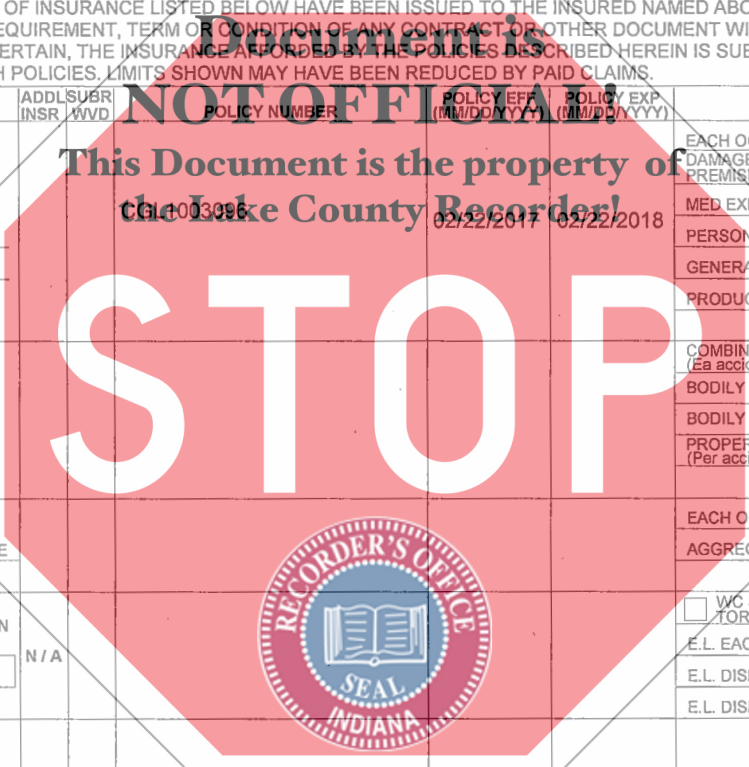 OF INSURANCE LISTED BELOW HAVE BEEN ISSUED TO THE INSURED NAMED ABO
EQUIREMENT, TERM OR CONDITION OF ANY CONTRACT OR OTHER DOCUMENT WI
ERTAIN, THE INSURANCE AFFORDED BY THE POLICIES DESCRIBED HEREIN IS SUB
H POLICIES. LIMITS SHOWN MAY HAVE BEEN REDUCED BY PAID CLAIMS.
Document is
NOT OFFICIAL!
This Document is the property of
the Lake County Recorder!
ADDL SUBR
INSR WVD
POLICY NUMBER
POLICY EFF
(MM/DD/YYYY)
POLICY EXP
(MM/DD/YYYY)
CGL1003096
02/22/2017
02/22/2018
EACH OC
DAMAGE
PREMIS
MED EX
PERSON
GENERA
PRODUC
STOP
COMBIN
(Ea accid
BODILY
BODILY
PROPER
(Per acci
EACH O
AGGREG
E
RECORDER'S OFFICE
SEAL
INDIANA
N
N / A
WC
TOR
E.L. EAC
E.L. DIS
E.L. DIS